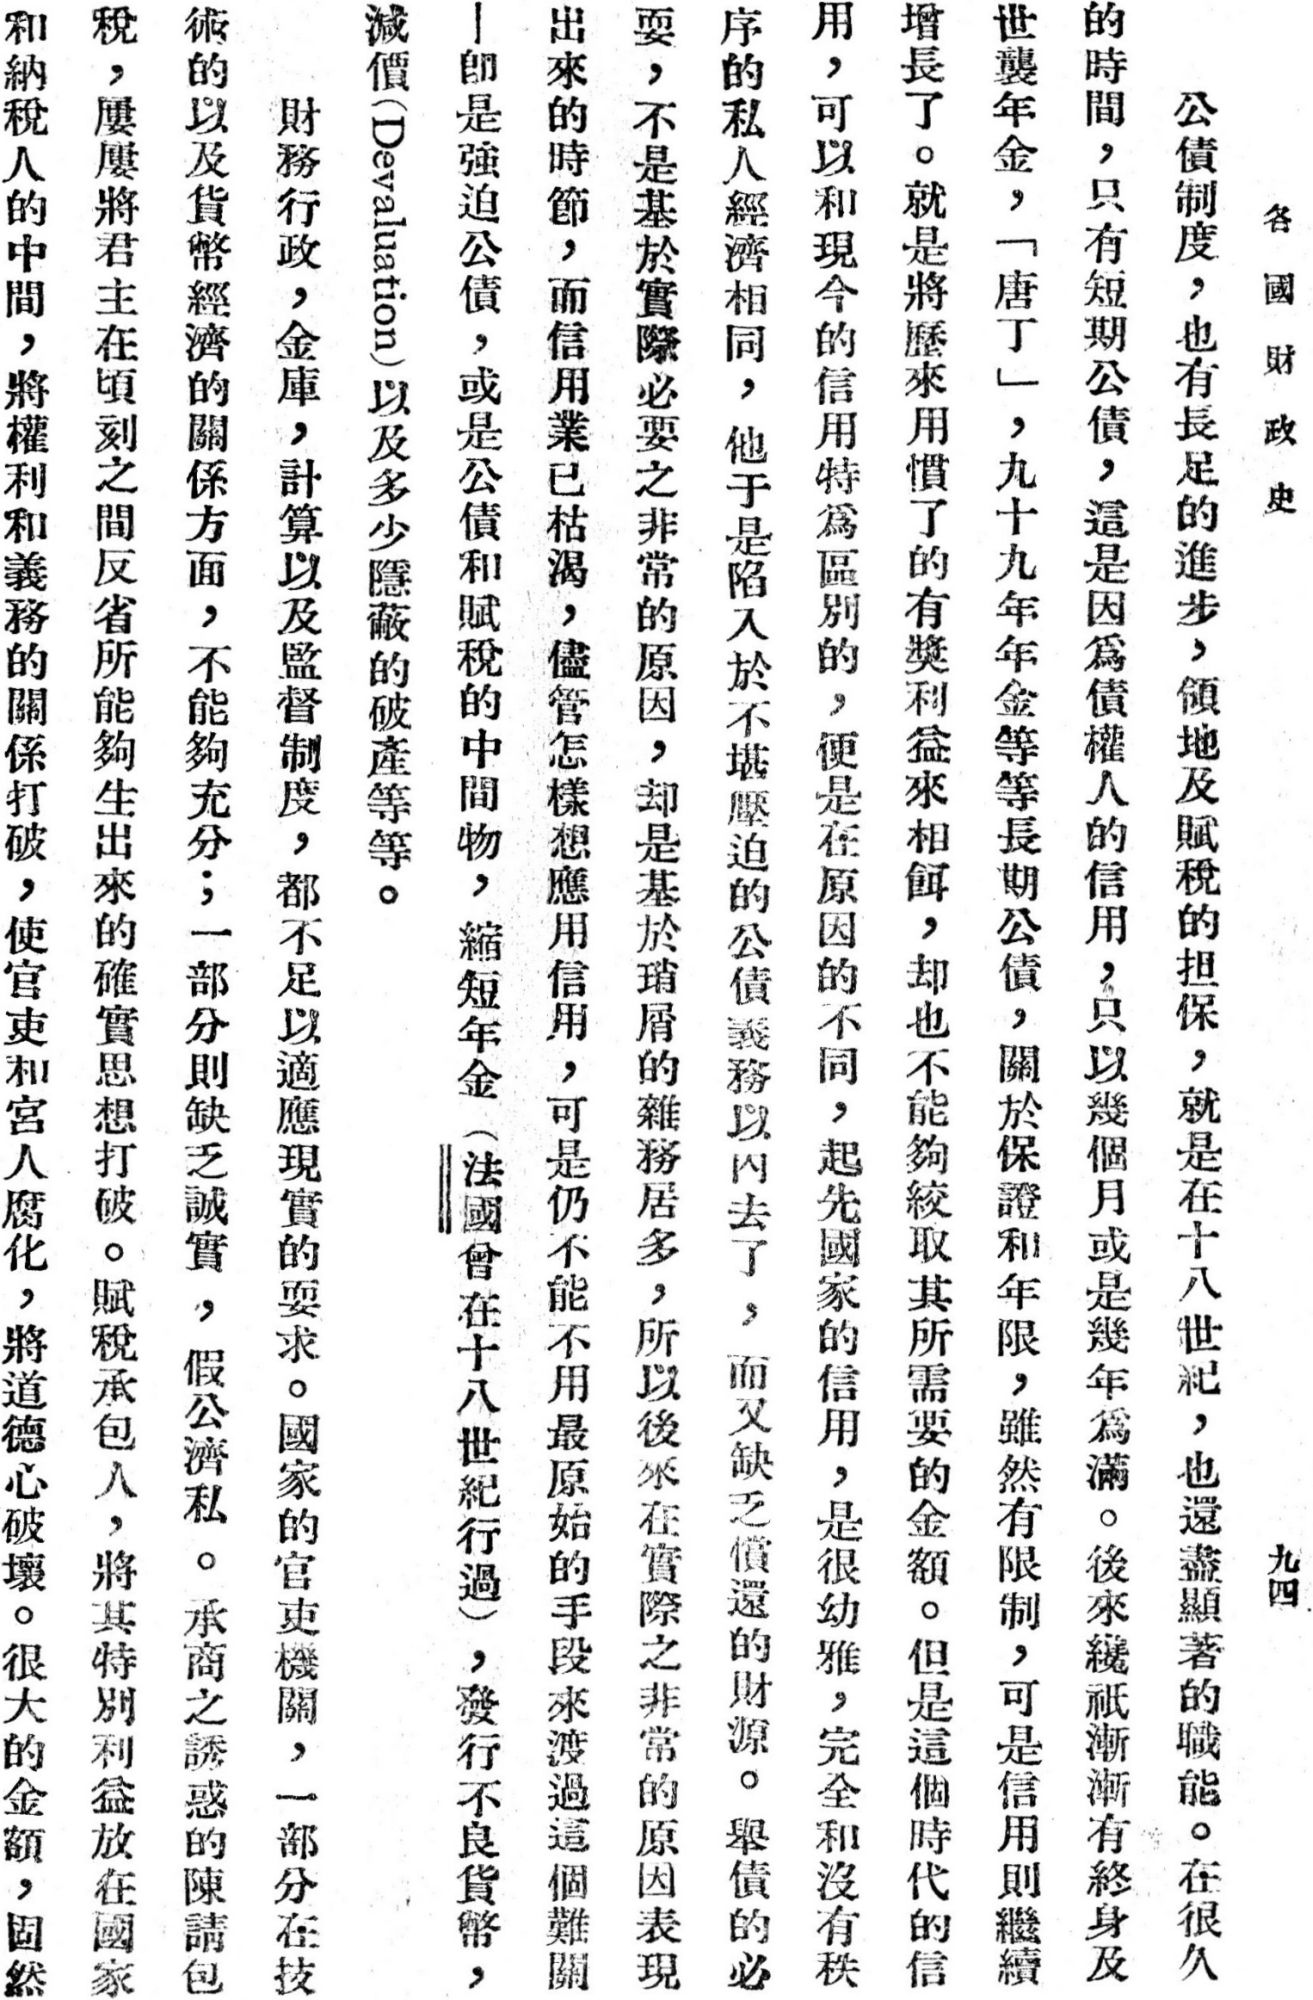 各國財政史
九四
公債制度，也有長足的進步，領地及賦稅的担保，就是在十八世紀，也還盡顯著的職能。在很久
的時間，只有短期公債，這是因爲債權人的信用，只以幾個月或是幾年爲滿。後來纔祇漸漸有終身及
世襲年金，「唐丁」，九十九年年金等等長期公債，關於保證和年限，雖然有限制，可是信用則繼續
增長了。就是將歷來用慣了的有獎利益來相餌，却也不能夠絞取其所需要的金額。但是這個時代的信
用，可以和現今的信用特爲區別的，便是在原因的不同，起先國家的信用，是很幼雅，完全和沒有秩
序的私人經濟相同，他于是陷入於不堪壓迫的公債義務以內去了，而又缺乏償還的財源。舉債的必
要，不是基於實際必要之非常的原因，却是基於瑣屑的雜務居多，所以後來在實際之非常的原因表現
出來的時節，而信用業已枯渴，儘管怎樣想應用信用，可是仍不能不用最原始的手段來渡過這個難關
—卽是強迫公債，或是公債和賦稅的中間物，縮短年金（法國曾在十八世紀行過），發行不良貨幣，
減價(Devaluation)以及多少隱蔽的破產等等。
財務行政，金庫，計算以及監督制度，都不足以適應現實的要求。國家的官吏機關，一部分在技
術的以及貨幣經濟的關係方面，不能夠充分；一部分則缺乏誠實，假公濟私。承商之誘惑的陳請包
稅，屢屢將君主在頃刻之間反省所能夠生出來的確實思想打破。賦稅承包人，將其特別利益放在國家
和納稅人的中間，將權利和義務的關係打破，使官吏和宮人腐化，將道德心破壞。很大的金額，固然